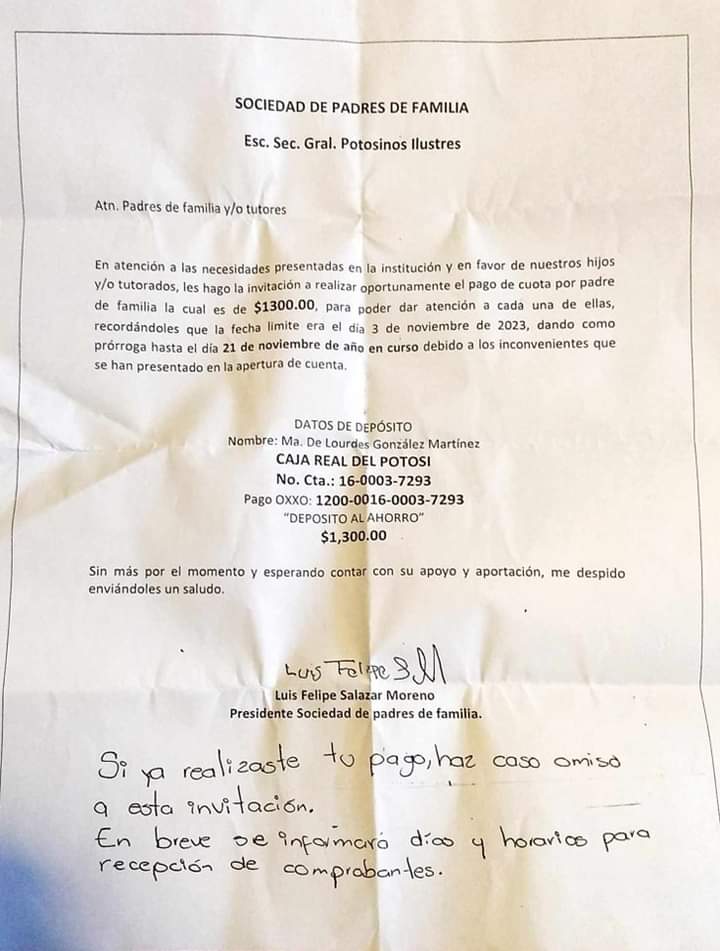 SOCIEDAD DE PADRES DE FAMILIA
Esc. Sec. Gral. Potosinos Ilustres
Atn. Padres de familia y/o tutores
En atención a las necesidades presentadas en la institución y en favor de nuestros hijos
y/o tutorados, les hago la invitación a realizar oportunamente el pago de cuota por padre
de familia la cual es de $1300.00, para poder dar atención a cada una de ellas,
recordándoles que la fecha limite era el día 3 de noviembre de 2023, dando como
prórroga hasta el día 21 de noviembre de año en curso debido a los inconvenientes que
se han presentado en la apertura de cuenta.
DATOS DE DEPÓSITO
Nombre: Ma. De Lourdes González Martínez
CAJA REAL DEL POTOSI
No. Cta.: 16-0003-7293
Pago OXXO: 1200-0016-0003-7293
"DEPOSITO AL AHORRO"
$1,300.00
Sin más por el momento y esperando contar con su apoyo y aportación, me despido
enviándoles un saludo.
Luis Felipe S M
Luis Felipe Salazar Moreno
Presidente Sociedad de padres de familia.
Si ya realizaste tu pago, haz caso omiso
a esta invitación.
En breve se informará días y horarios para
recepción de comprobantes.